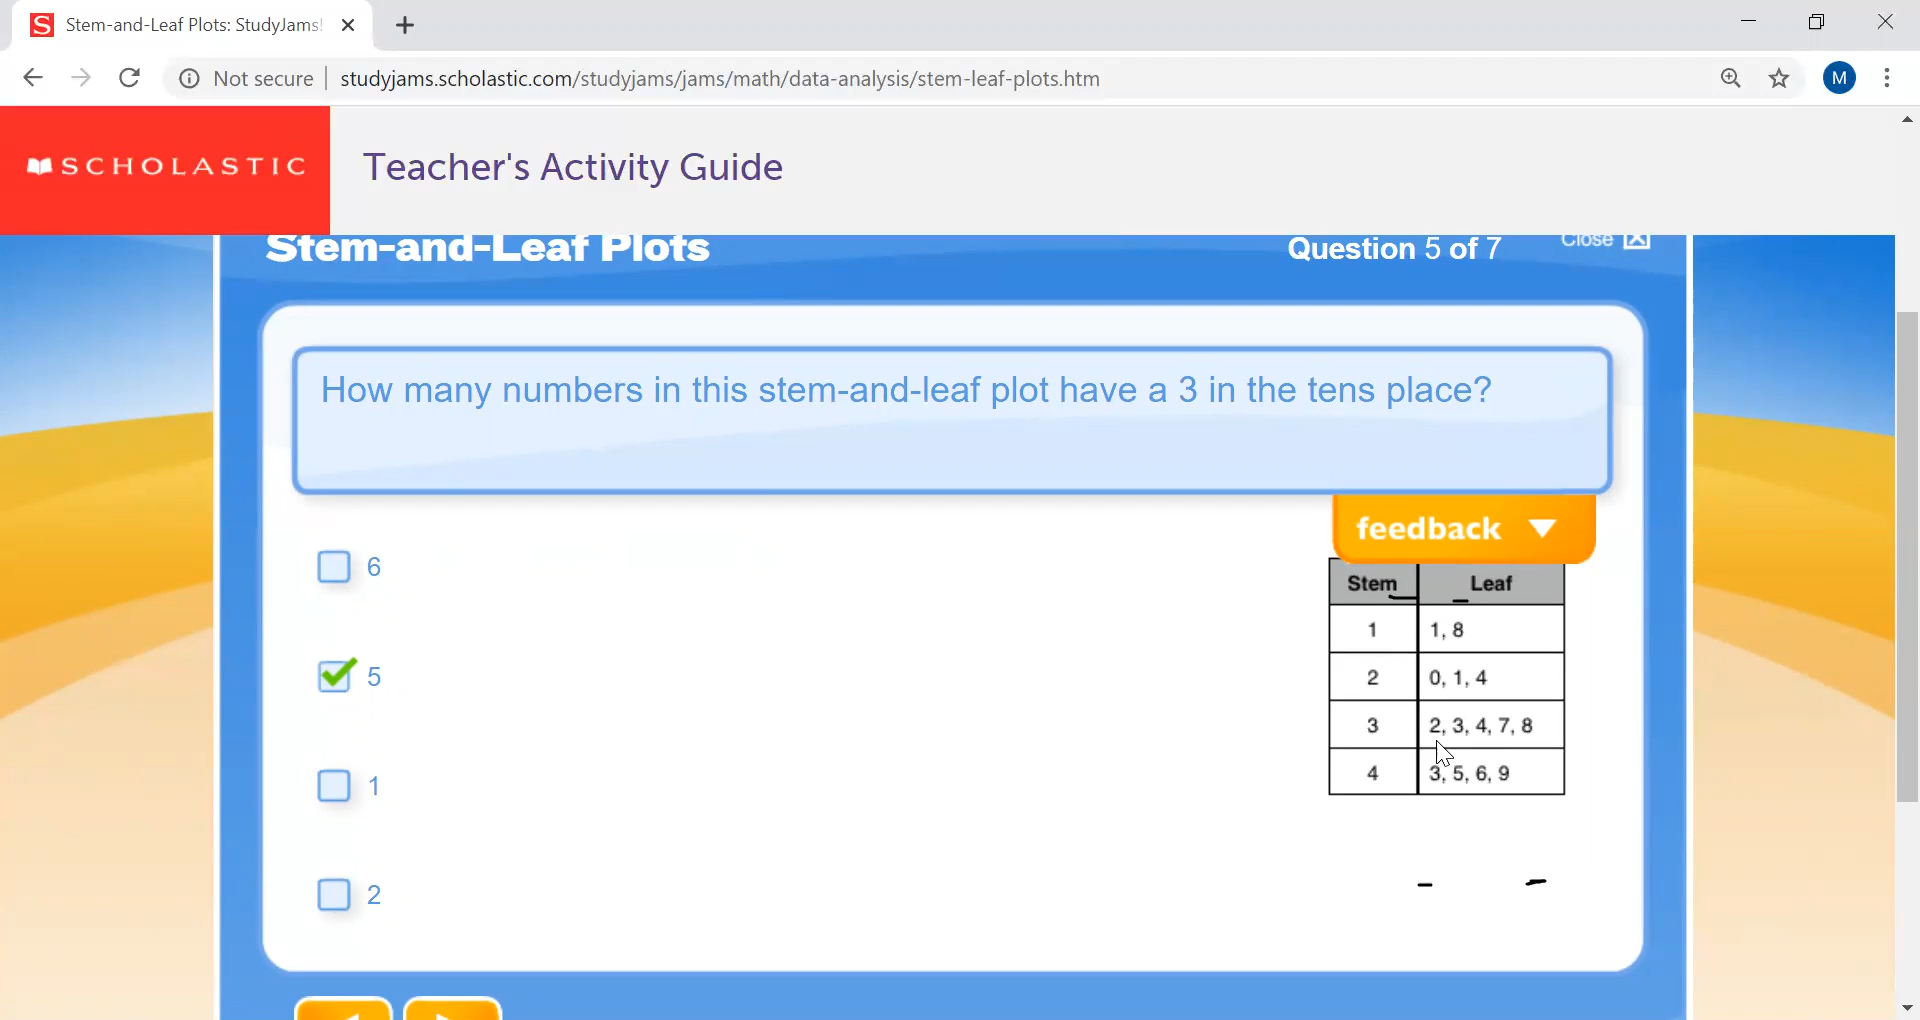 Stem-and-Leaf Plots: StudyJams!
Not secure
studyjams.scholastic.com/studyjams/jams/math/data-analysis/stem-leaf-plots.htm
M
SCHOLASTIC
Teacher's Activity Guide
Stem-and-Leaf Plots
Question 5 of 7
Close
How many numbers in this stem-and-leaf plot have a 3 in the tens place?
feedback
6
5
1
2
Stem Leaf
1 1, 8
2 0, 1, 4
3 2, 3, 4, 7, 8
4 3, 5, 6, 9